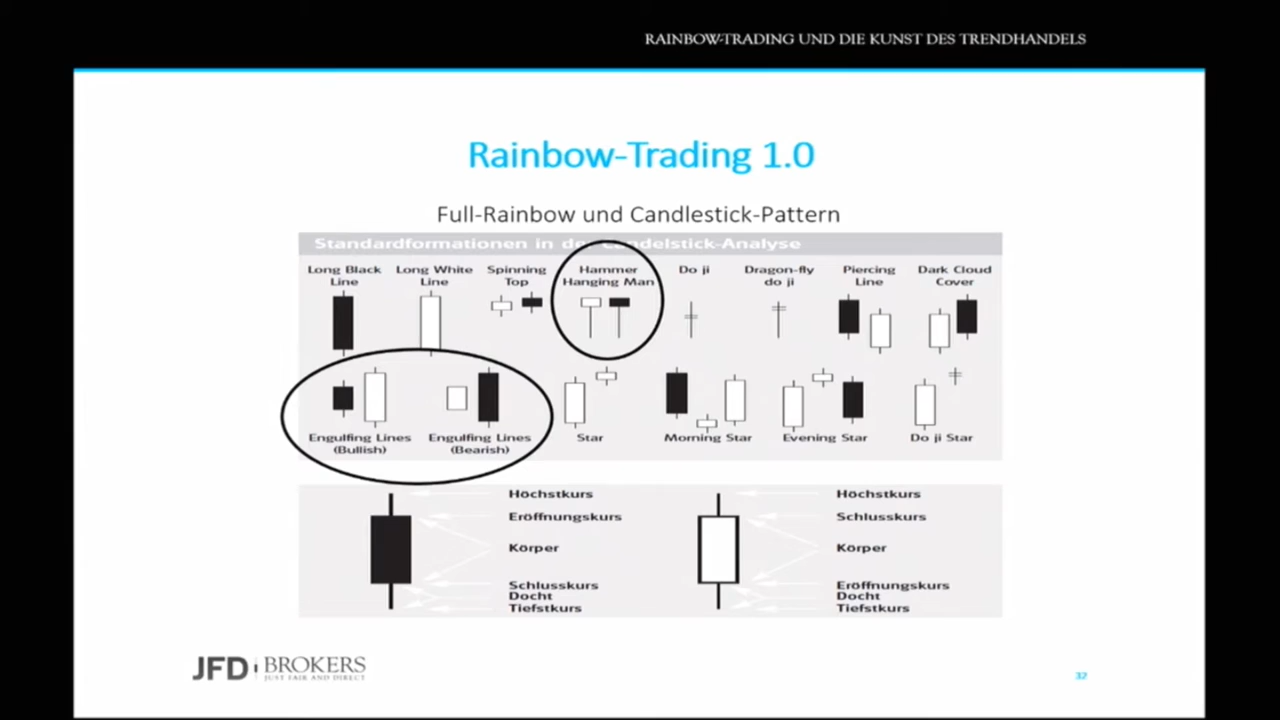 RAINBOW-TRADING UND DIE KUNST DES TRENDHANDELS
Rainbow-Trading 1.0
Full-Rainbow und Candlestick-Pattern
Standardformationen in der Candelstick-Analyse
Long Black Line
Long White Line
Spinning Top
Hammer Hanging Man
Do ji
Dragon-fly do ji
Piercing Line
Dark Cloud Cover
Engulfing Lines (Bullish)
Engulfing Lines (Bearish)
Star
Morning Star
Evening Star
Do ji Star
Höchstkurs
Eröffnungskurs
Körper
Schlusskurs
Docht
Tiefstkurs
Höchstkurs
Schlusskurs
Körper
Eröffnungskurs
Docht
Tiefstkurs
JFD BROKERS
JUST FAIR AND DIRECT
32